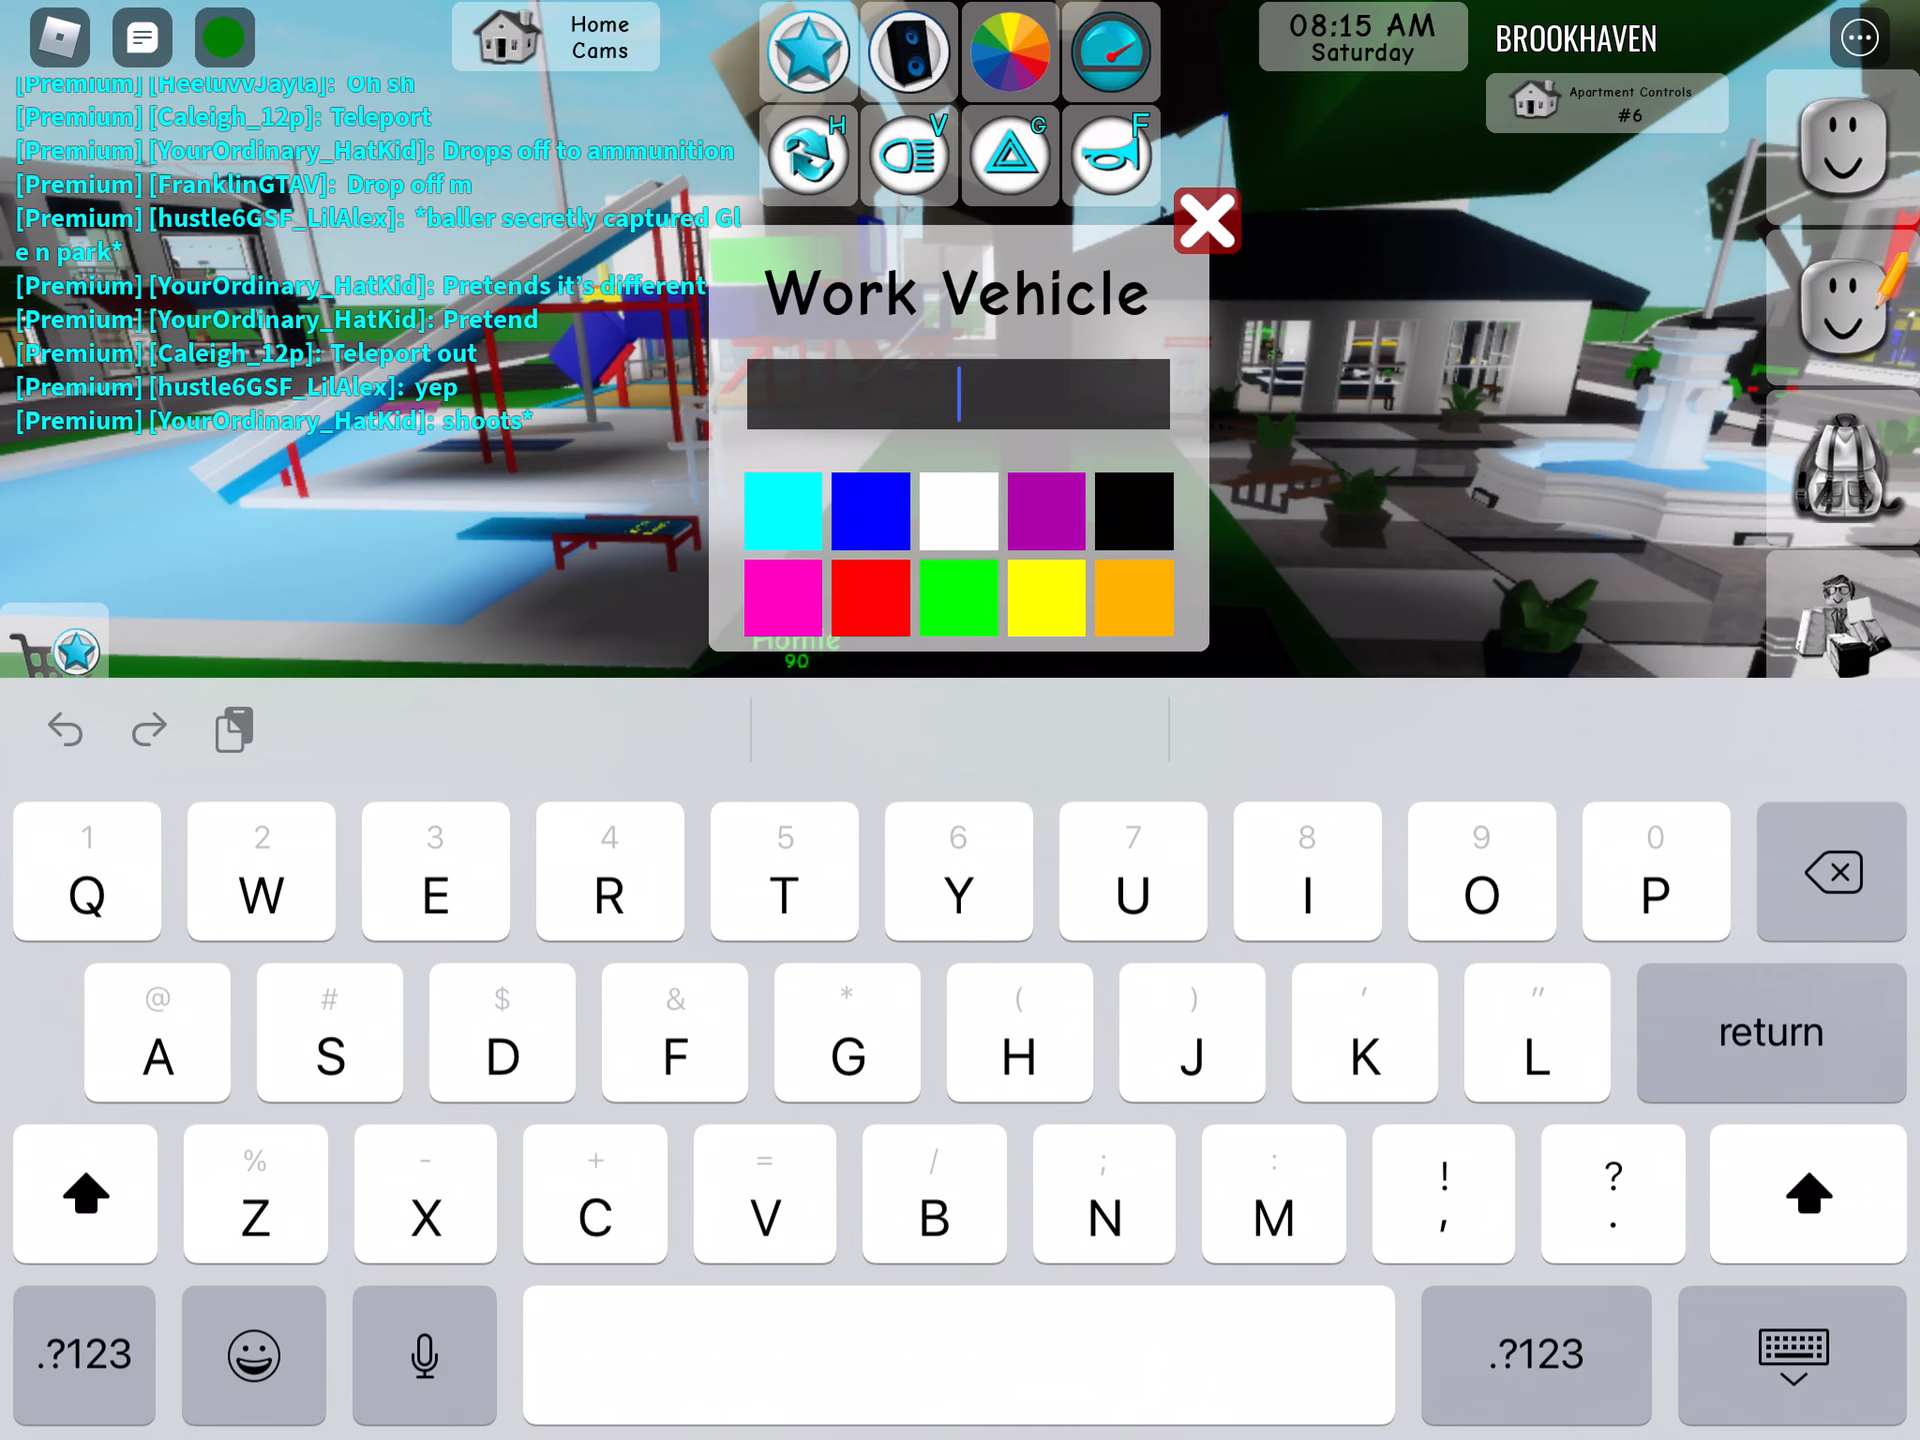 Home
Cams
08:15 AM
Saturday
BROOKHAVEN
Apartment Controls
#6
H
V
G
F
[Premium] [HeeluvvJayla]: Oh sh
[Premium] [Caleigh_12p]: Teleport
[Premium] [YourOrdinary_HatKid]: Drops off to ammunition
[Premium] [FranklinGTAV]: Drop off m
[Premium] [hustle6GSF_LilAlex]: *baller secretly captured Gl
e n park*
[Premium] [YourOrdinary_HatKid]: Pretends it's different
[Premium] [YourOrdinary_HatKid]: Pretend
[Premium] [Caleigh_12p]: Teleport out
[Premium] [hustle6GSF_LilAlex]: yep
[Premium] [YourOrdinary_HatKid]: shoots*
Work Vehicle
Homie
90
1 2 3 4 5 6 7 8 9 0
Q W E R T Y U I O P
@ # $ & * ( ) ' "
A S D F G H J K L return
% - + = / ; : ! ?
Z X C V B N M , .
.?123 .?123